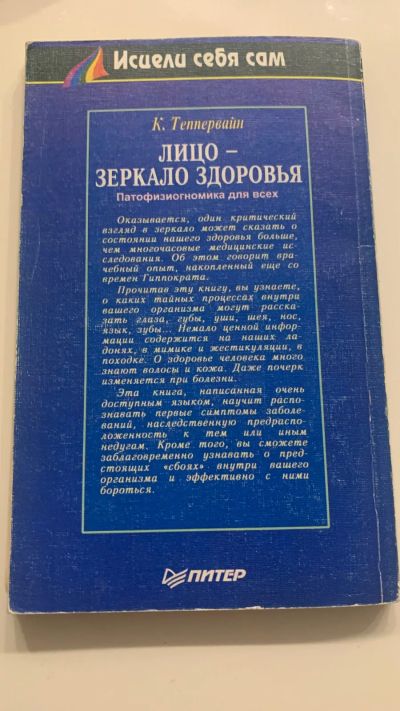 Исцели себя сам
К. Теппервайн
ЛИЦО –
ЗЕРКАЛО ЗДОРОВЬЯ
Патофизиогномика для всех
Оказывается, один критический
взгляд в зеркало может сказать о
состоянии нашего здоровья больше,
чем многочасовые медицинские ис-
следования. Об этом говорит вра-
чебный опыт, накопленный еще со
времен Гиппократа.
Прочитав эту книгу, вы узнаете,
о каких тайных процессах внутри
вашего организма могут расска-
зать глаза, губы, уши, шея, нос,
язык, зубы... Немало ценной инфор-
мации содержится на наших ла-
донях, в мимике и жестикуляции, в
походке. О здоровье человека много
знают волосы и кожа. Даже почерк
изменяется при болезни.
Эта книга, написанная очень
доступным языком, научит распо-
знавать первые симптомы заболе-
ваний, наследственную предраспо-
ложенность к тем или иным
недугам. Кроме того, вы сможете
заблаговременно узнавать о пред-
стоящих «сбоях» внутри вашего
организма и эффективно с ними
бороться.
ПИТЕР